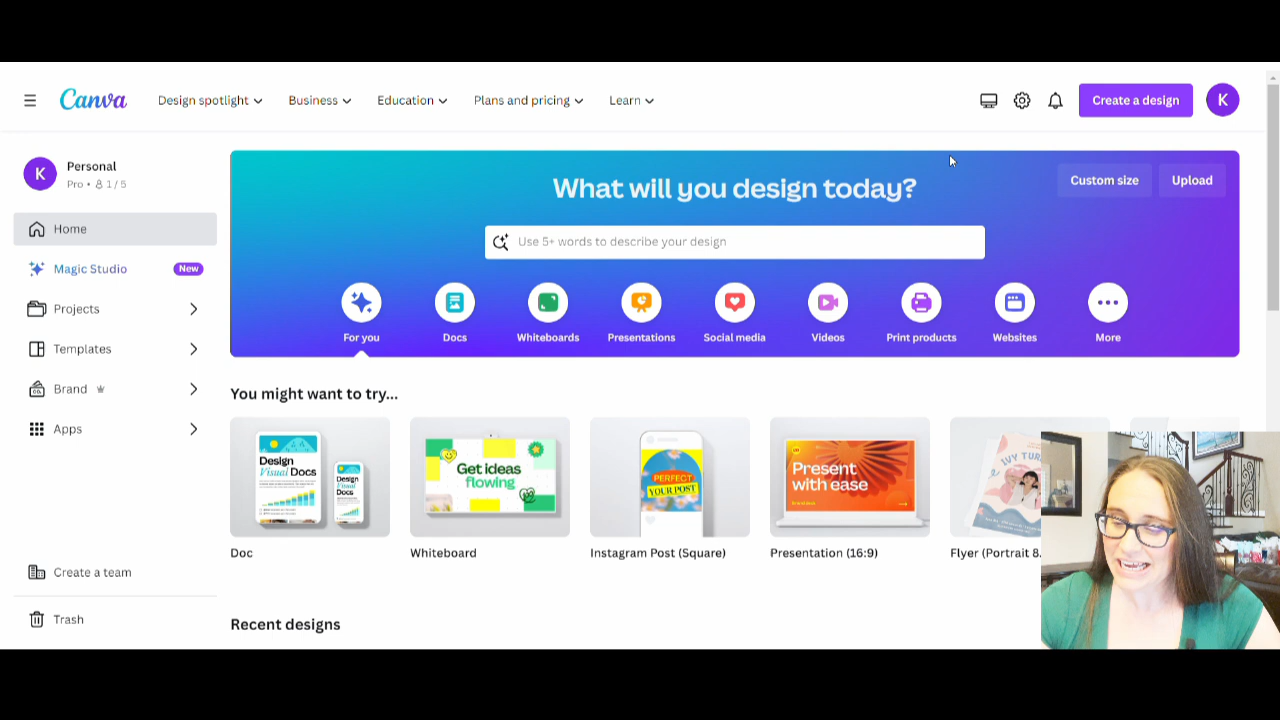 Canva
Design spotlight
Business
Education
Plans and pricing
Learn
Create a design
K
K
Personal
Pro • 1 / 5
Home
Magic Studio
New
Projects
Templates
Brand
Apps
Create a team
Trash
What will you design today?
Custom size
Upload
Use 5+ words to describe your design
For you
Docs
Whiteboards
Presentations
Social media
Videos
Print products
Websites
More
You might want to try...
Design
Visual Docs
Design
Visual
Docs
Get ideas
flowing
PERFECT
YOUR POST
Present
with ease
IVY TUR
Doc
Whiteboard
Instagram Post (Square)
Presentation (16:9)
Flyer (Portrait 8.
Recent designs